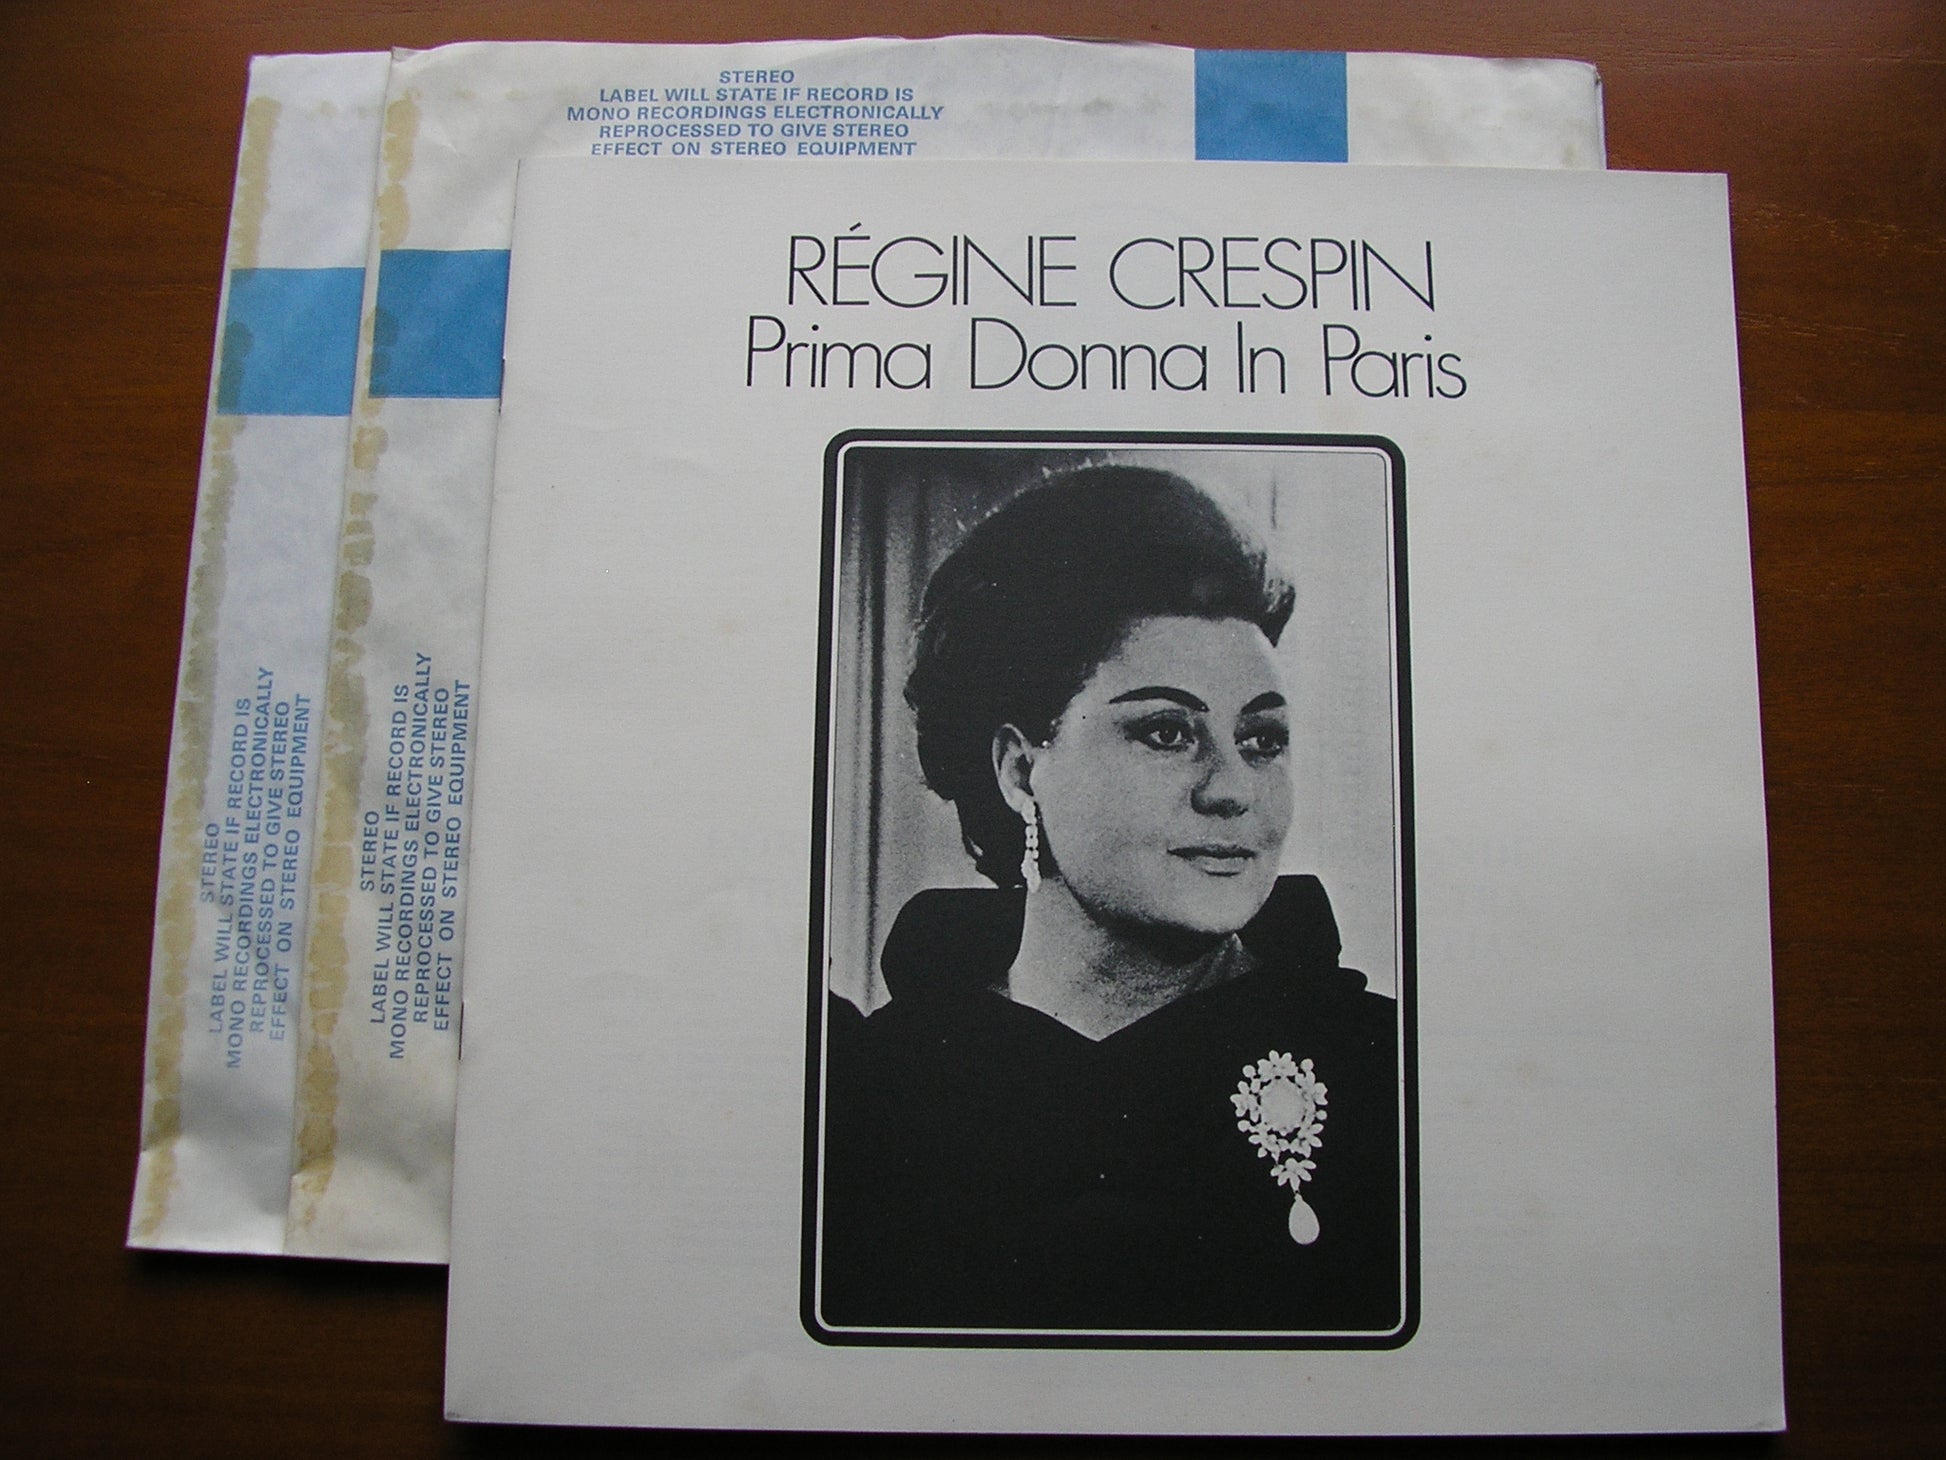 STEREO
LABEL WILL STATE IF RECORD IS
MONO RECORDINGS ELECTRONICALLY
REPROCESSED TO GIVE STEREO
EFFECT ON STEREO EQUIPMENT
RÉGINE CRESPIN
Prima Donna In Paris
STEREO
LABEL WILL STATE IF RECORD IS
MONO RECORDINGS ELECTRONICALLY
REPROCESSED TO GIVE STEREO
EFFECT ON STEREO EQUIPMENT
STEREO
LABEL WILL STATE IF RECORD IS
MONO RECORDINGS ELECTRONICALLY
REPROCESSED TO GIVE STEREO
EFFECT ON STEREO EQUIPMENT